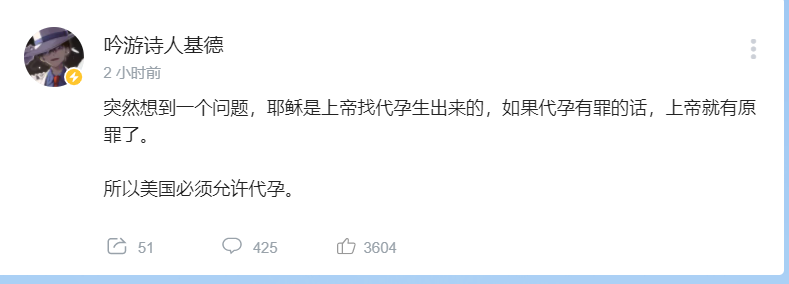 吟游诗人基德
2 小时前
突然想到一个问题，耶稣是上帝找代孕生出来的，如果代孕有罪的话，上帝就有原
罪了。
所以美国必须允许代孕。
51 425 3604